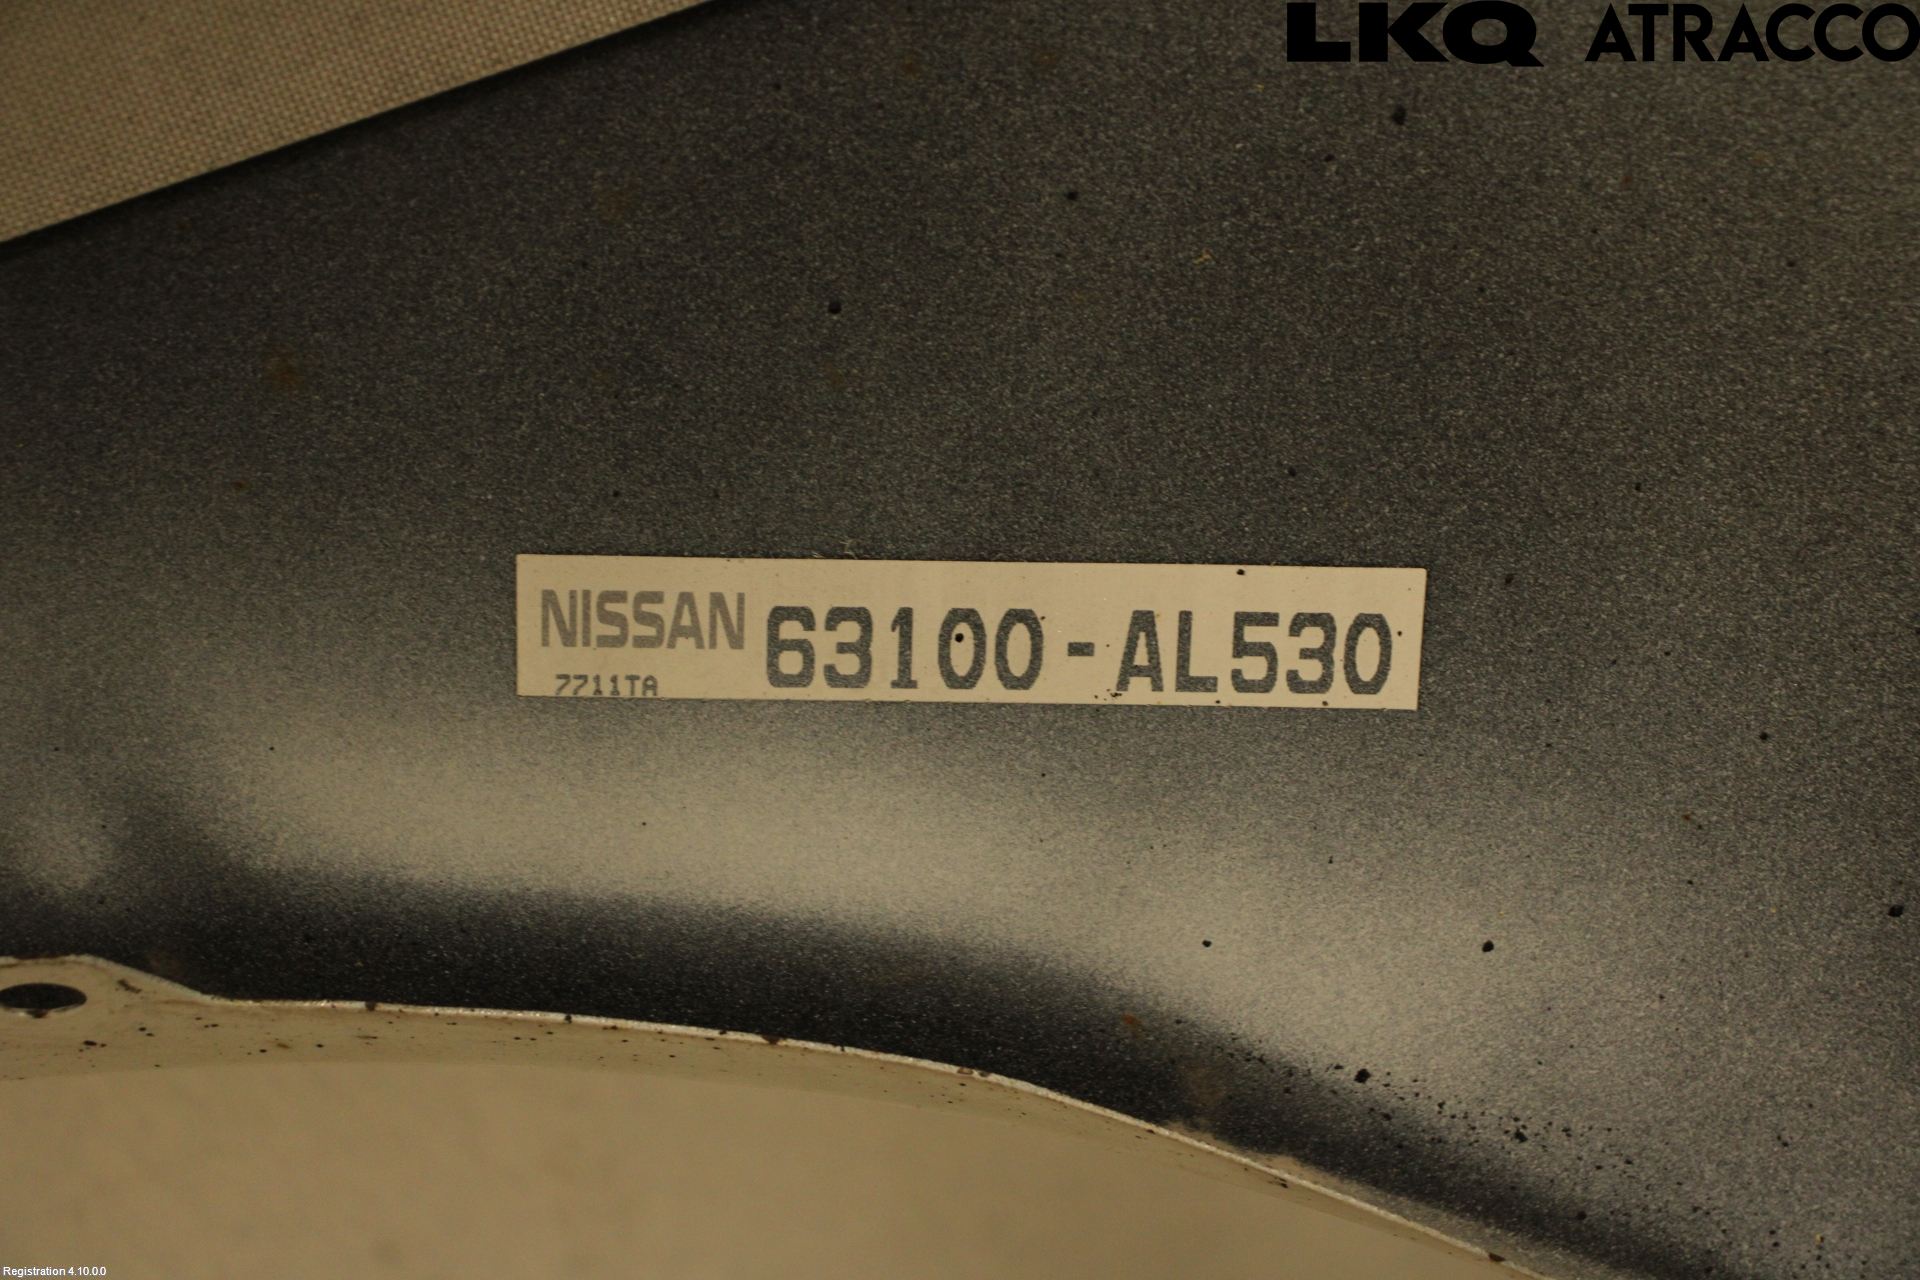 LKQ ATRACCO
NISSAN 63100-AL530
7711TA
Registration 4.10.0.0